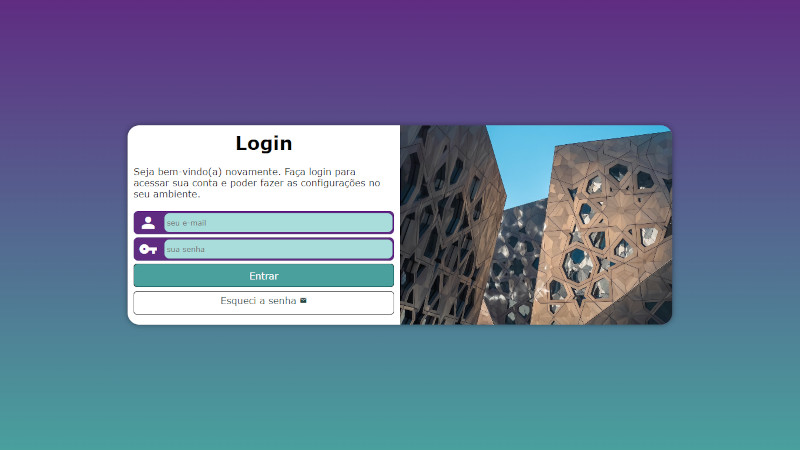 Login
Seja bem-vindo(a) novamente. Faça login para
acessar sua conta e poder fazer as configurações no
seu ambiente.
seu e-mail
sua senha
Entrar
Esqueci a senha